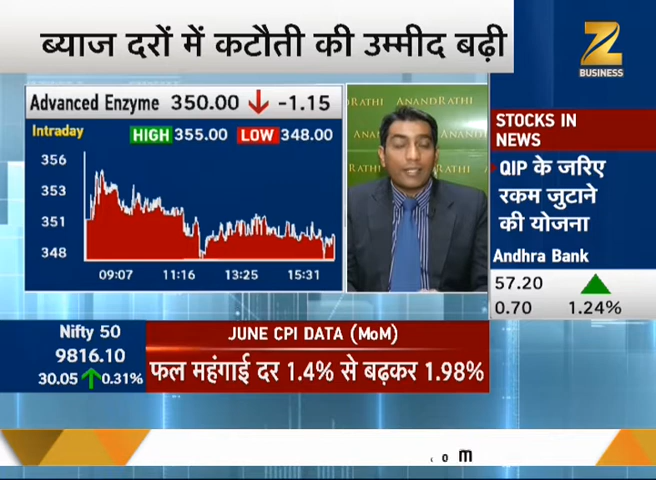 ब्याज दरों में कटौती की उम्मीद बढ़ी
ZEE
BUSINESS
Advanced Enzyme 350.00 -1.15
Intraday HIGH 355.00 LOW 348.00
356
353
351
348
09:07 11:16 13:25 15:31
ANANDRATHI
ANANDRATHI
STOCKS IN
NEWS
QIP के जरिए
रकम जुटाने
की योजना
Andhra Bank
57.20
0.70 1.24%
Nifty 50
9816.10
30.05 0.31%
JUNE CPI DATA (MoM)
फल महंगाई दर 1.4% से बढ़कर 1.98%